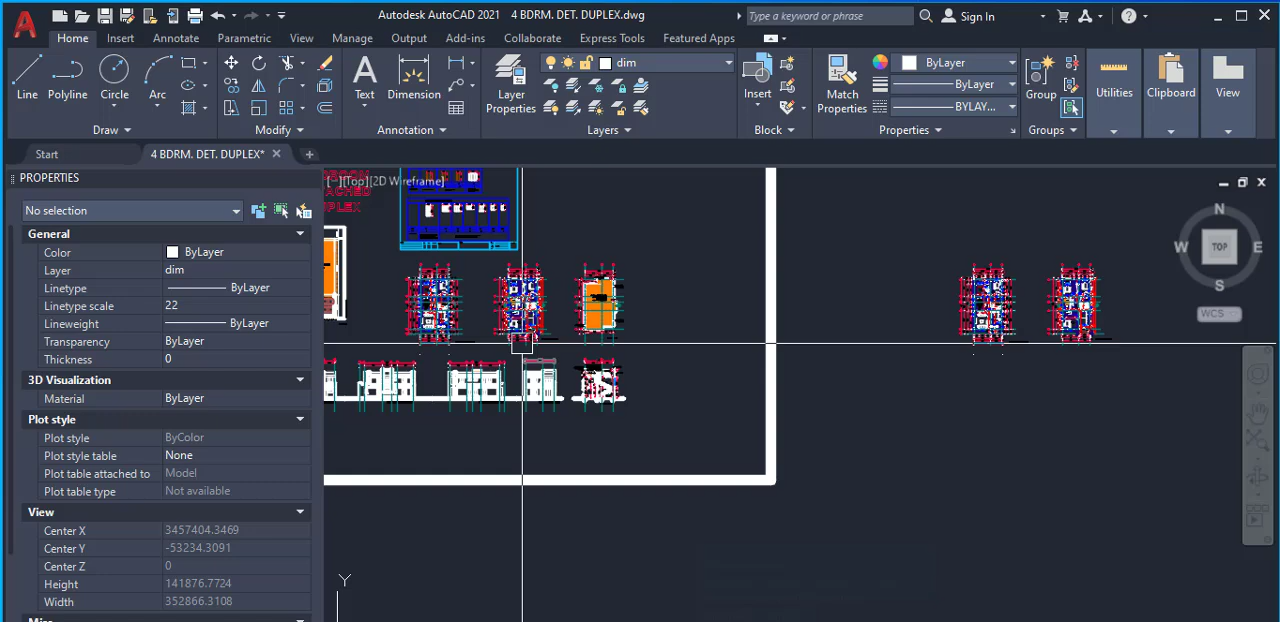 Autodesk AutoCAD 2021 4 BDRM. DET. DUPLEX.dwg
Type a keyword or phrase
Sign In
Home Insert Annotate Parametric View Manage Output Add-ins Collaborate Express Tools Featured Apps
Line Polyline Circle Arc
Draw
Modify
Text Dimension
Annotation
Layer Properties
dim
Layers
Insert
Block
Match Properties
ByLayer
ByLayer
BYLAY...
Properties
Group
Groups
Utilities
Clipboard
View
Start
4 BDRM. DET. DUPLEX*
PROPERTIES
No selection
General
Color ByLayer
Layer dim
Linetype ByLayer
Linetype scale 22
Lineweight ByLayer
Transparency ByLayer
Thickness 0
3D Visualization
Material ByLayer
Plot style
Plot style ByColor
Plot style table None
Plot table attached to Model
Plot table type Not available
View
Center X 3457404.3469
Center Y -53234.3091
Center Z 0
Height 141876.7724
Width 352866.3108
[−][Top][2D Wireframe]
N
W TOP E
S
WCS
Y